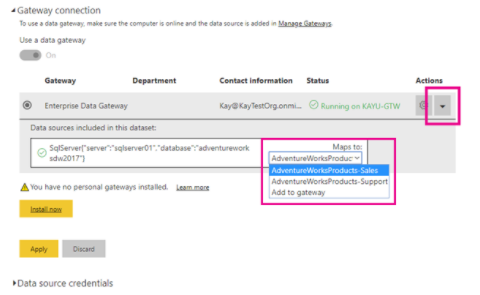 Gateway connection
To use a data gateway, make sure the computer is online and the data source is added in Manage Gateways.
Use a data gateway
On
Gateway Department Contact information Status Actions
Enterprise Data Gateway Kay@KayTestOrg.onmi... Running on KAYU-GTW
Data sources included in this dataset:
SqlServer{"server":"sqlserver01","database":"adventurework
sdw2017"}
Maps to:
AdventureWorksProduc
AdventureWorksProducts-Sales
AdventureWorksProducts-Support
Add to gateway
You have no personal gateways installed. Learn more
Install now
Apply Discard
Data source credentials